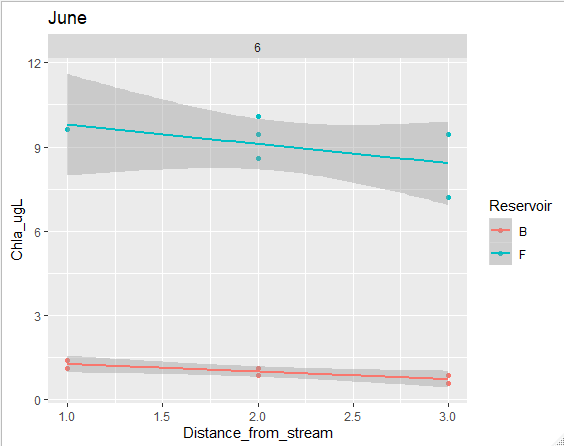 June
6
12
9
6
3
0
Chla_ugL
1.0 1.5 2.0 2.5 3.0
Distance_from_stream
Reservoir
B
F